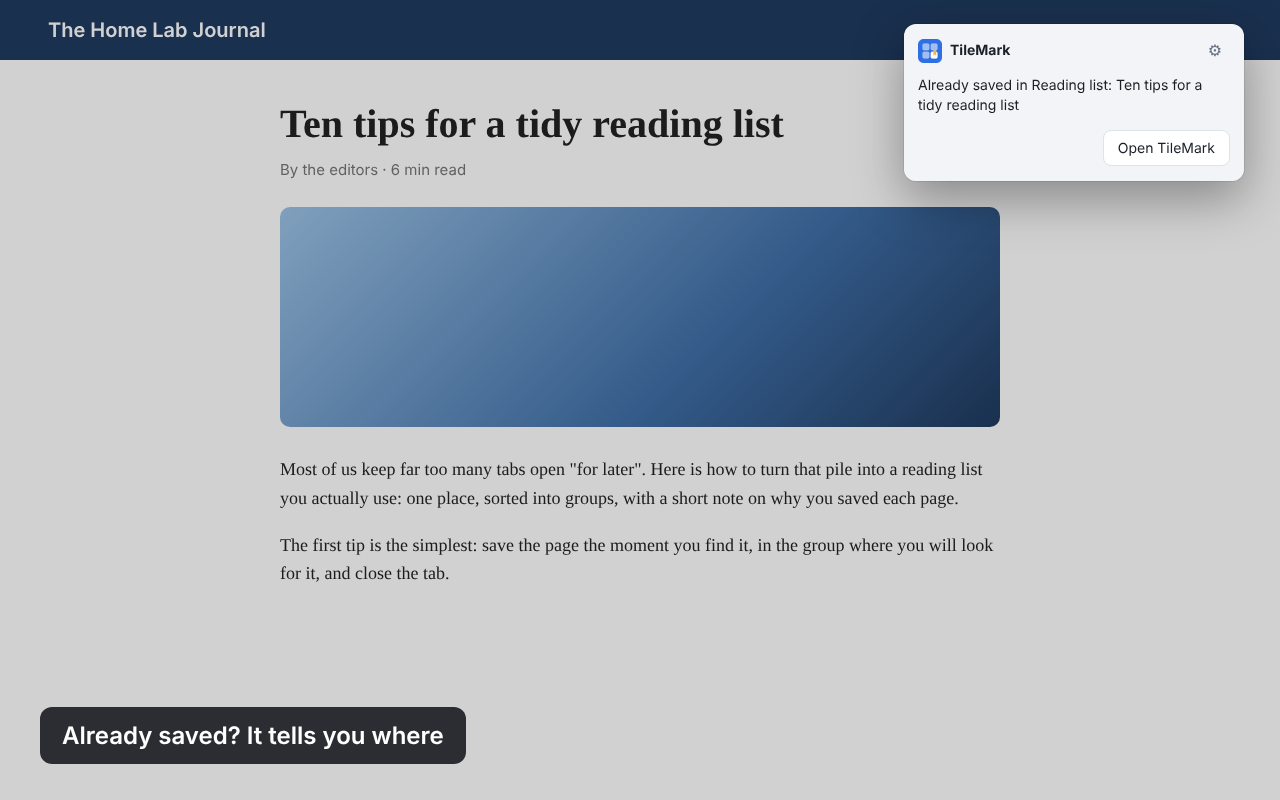 The Home Lab Journal
TileMark
Already saved in Reading list: Ten tips for a
tidy reading list
Open TileMark
Ten tips for a tidy reading list
By the editors · 6 min read
Most of us keep far too many tabs open "for later". Here is how to turn that pile into a reading list
you actually use: one place, sorted into groups, with a short note on why you saved each page.
The first tip is the simplest: save the page the moment you find it, in the group where you will look
for it, and close the tab.
Already saved? It tells you where